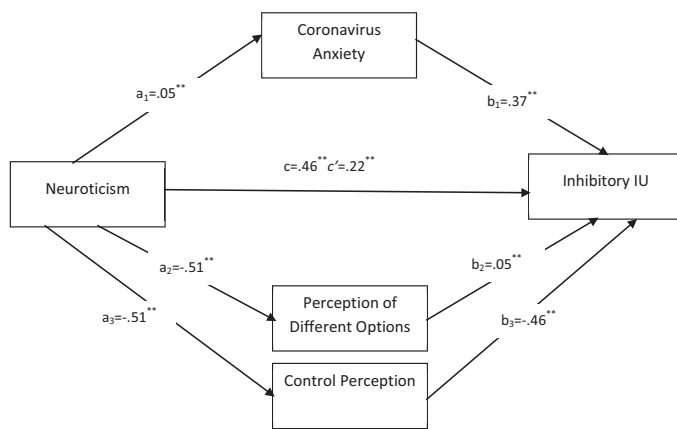 Coronavirus
Anxiety
a₁=.05**
b₁=.37**
Neuroticism
c=.46** c'=.22**
Inhibitory IU
a₂=-.51**
b₂=.05**
Perception of
Different Options
a₃=-.51**
b₃=-.46**
Control Perception